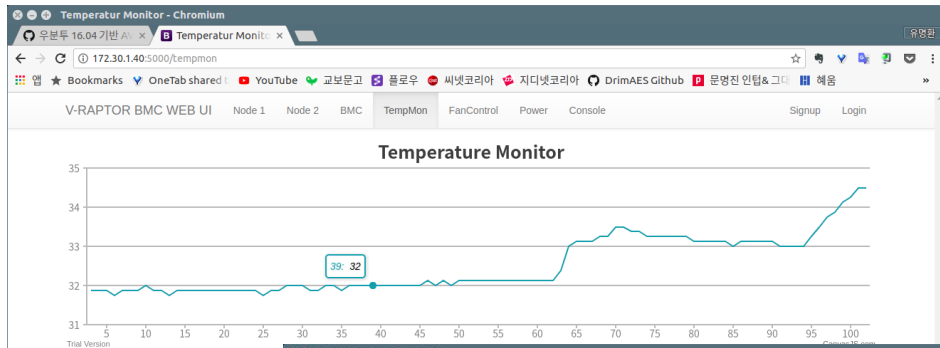 Temperatur Monitor - Chromium
우분투 16.04 기반 AV × Temperatur Monito × 유명환
172.30.1.40:5000/tempmon
앱 Bookmarks OneTab shared t YouTube 교보문고 플로우 씨넷코리아 지디넷코리아 DrimAES Github 문명진 인텁& 그대 혜움 »
V-RAPTOR BMC WEB UI Node 1 Node 2 BMC TempMon FanControl Power Console Signup Login
Temperature Monitor
35
34
33
39: 32
32
31
5 10 15 20 25 30 35 40 45 50 55 60 65 70 75 80 85 90 95 100
Trial Version CanvasJS.com